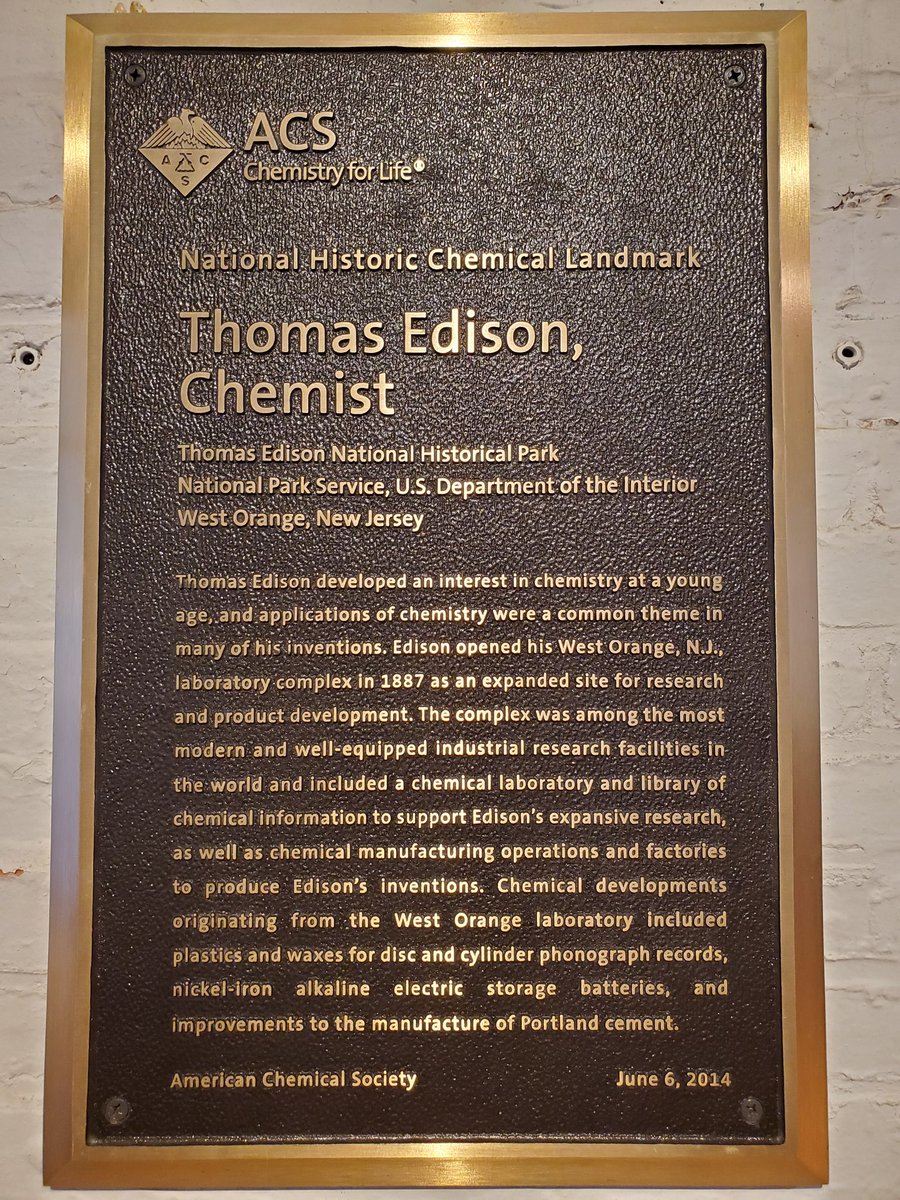 ACS
Chemistry for Life®
A C
S
National Historic Chemical Landmark
Thomas Edison,
Chemist
Thomas Edison National Historical Park
National Park Service, U.S. Department of the Interior
West Orange, New Jersey
Thomas Edison developed an interest in chemistry at a young
age, and applications of chemistry were a common theme in
many of his inventions. Edison opened his West Orange, N.J.,
laboratory complex in 1887 as an expanded site for research
and product development. The complex was among the most
modern and well-equipped industrial research facilities in
the world and included a chemical laboratory and library of
chemical information to support Edison's expansive research,
as well as chemical manufacturing operations and factories
to produce Edison's inventions. Chemical developments
originating from the West Orange laboratory included
plastics and waxes for disc and cylinder phonograph records,
nickel-iron alkaline electric storage batteries, and
improvements to the manufacture of Portland cement.
American Chemical Society June 6, 2014